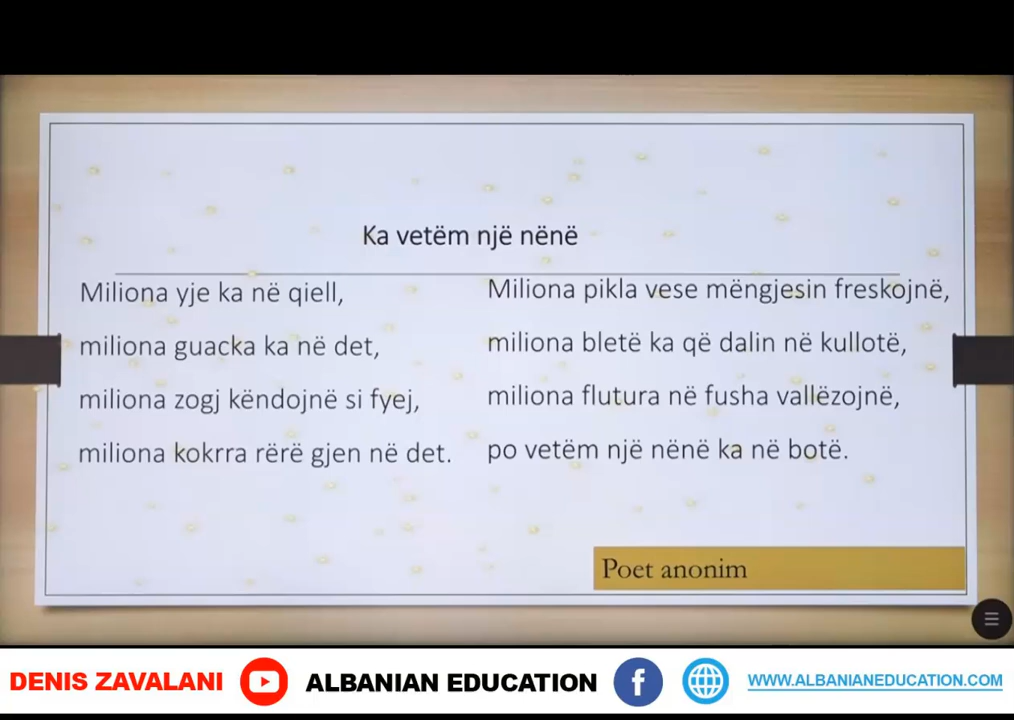 Ka vetëm një nënë
Miliona yje ka në qiell,
miliona guacka ka në det,
miliona zogj këndojnë si fyej,
miliona kokrra rërë gjen në det.
Miliona pikla vese mëngjesin freskojnë,
miliona bletë ka që dalin në kullotë,
miliona flutura në fusha vallëzojnë,
po vetëm një nënë ka në botë.
Poet anonim
DENIS ZAVALANI ALBANIAN EDUCATION WWW.ALBANIANEDUCATION.COM